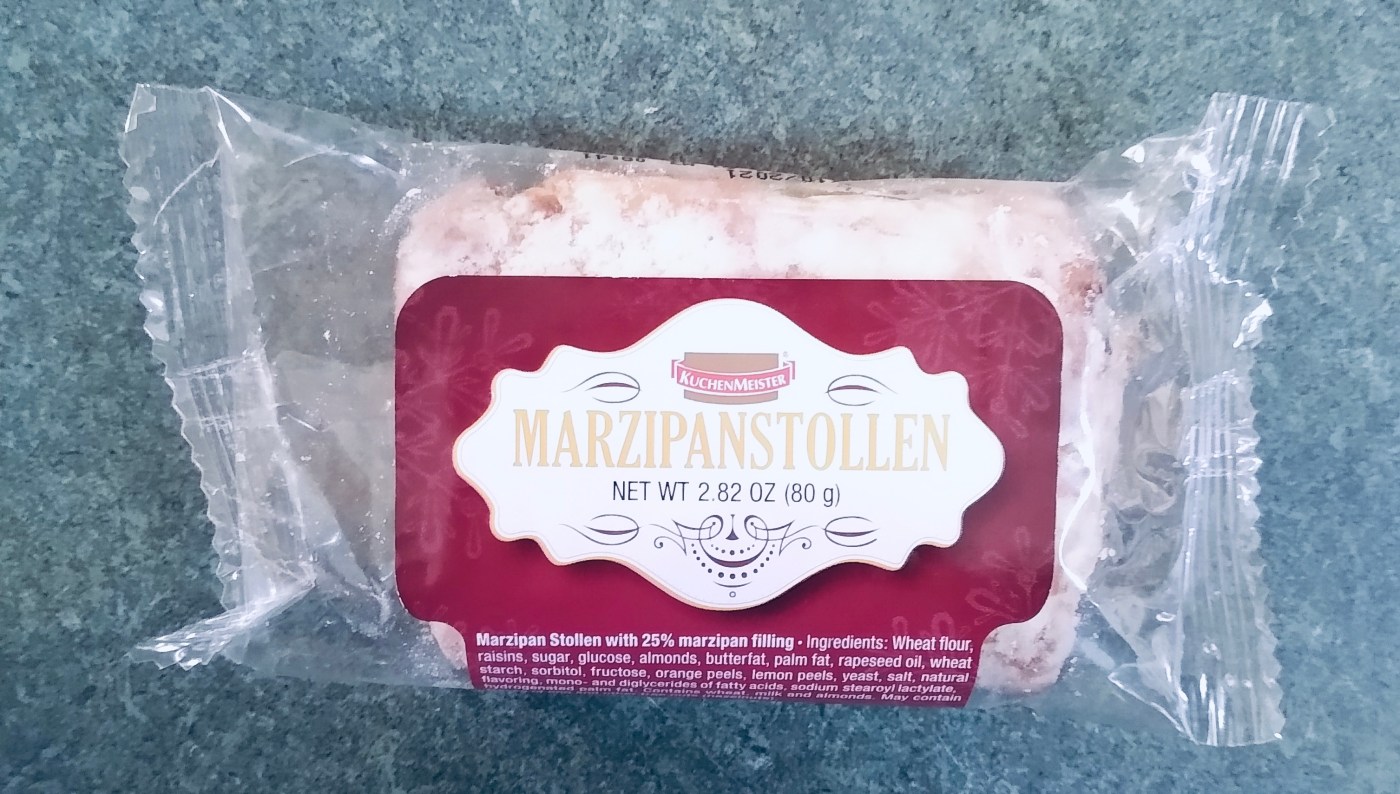 KUCHENMEISTER
MARZIPANSTOLLEN
NET WT 2.82 OZ (80 g)
Marzipan Stollen with 25% marzipan filling • Ingredients: Wheat flour,
raisins, sugar, glucose, almonds, butterfat, palm fat, rapeseed oil, wheat
starch, sorbitol, fructose, orange peels, lemon peels, yeast, salt, natural
flavoring, mono- and diglycerides of fatty acids, sodium stearoyl lactylate,
hydrogenated palm fat. Contains wheat, milk and almonds. May contain